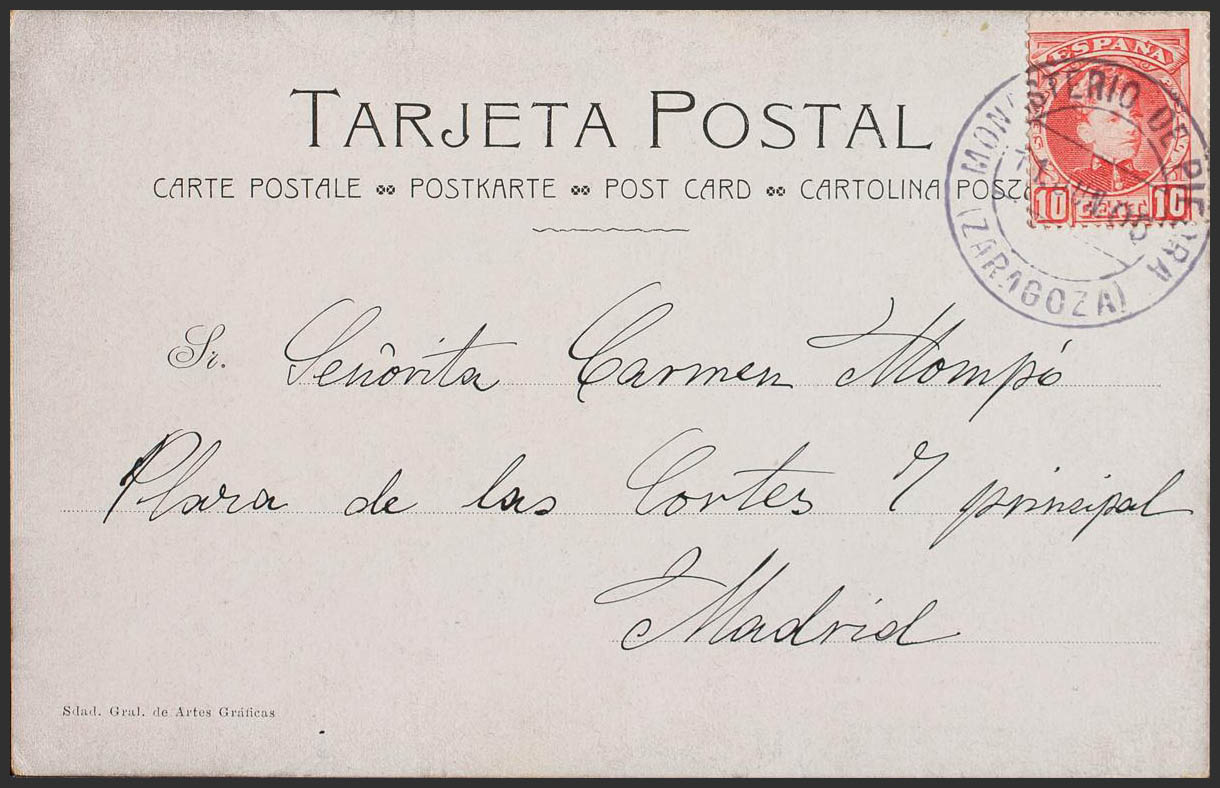 ESPAÑA
10 CENT 10
MONASTERIO DE PIEDRA
(ZARAGOZA)
TARJETA POSTAL
CARTE POSTALE POSTKARTE POST CARD CARTOLINA
Sr. Señorita Carmen Mompó
Plaza de las Cortes 7 principal
Madrid
Sdad. Gral. de Artes Gráficas